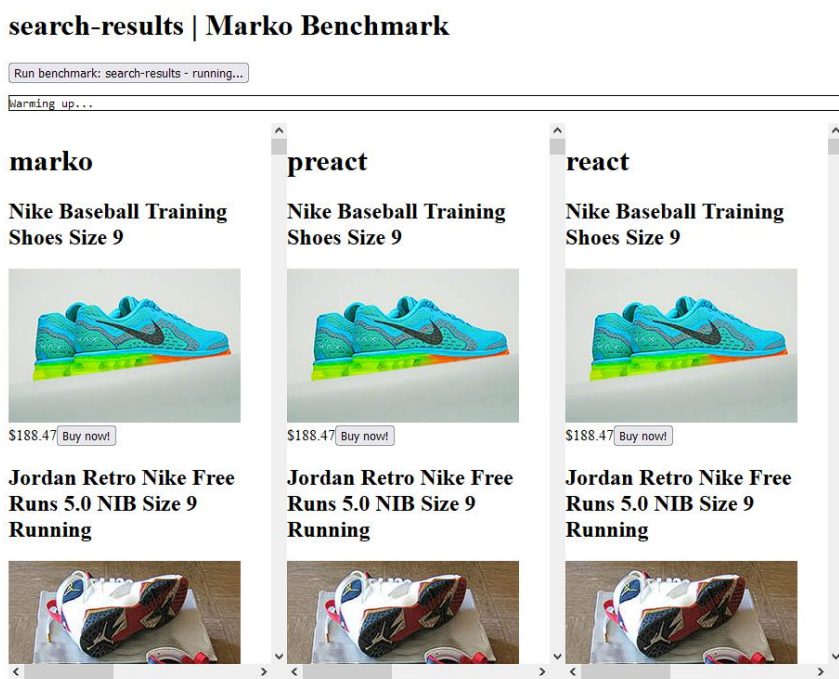 search-results | Marko Benchmark
Run benchmark: search-results - running...
Warming up...
marko
Nike Baseball Training
Shoes Size 9
$188.47 Buy now!
Jordan Retro Nike Free
Runs 5.0 NIB Size 9
Running
preact
Nike Baseball Training
Shoes Size 9
$188.47 Buy now!
Jordan Retro Nike Free
Runs 5.0 NIB Size 9
Running
react
Nike Baseball Training
Shoes Size 9
$188.47 Buy now!
Jordan Retro Nike Free
Runs 5.0 NIB Size 9
Running